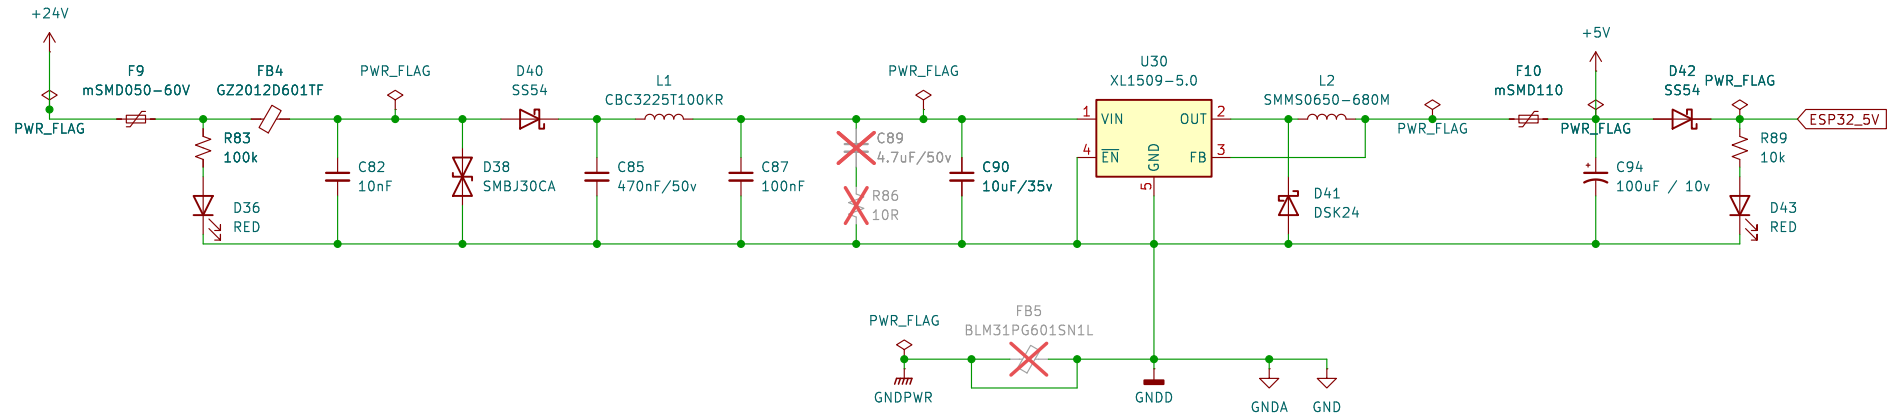 +24V
PWR_FLAG
F9
mSMD050-60V
R83
100k
D36
RED
FB4
GZ2012D601TF
C82
10nF
PWR_FLAG
D38
SMBJ30CA
D40
SS54
C85
470nF/50v
L1
CBC3225T100KR
C87
100nF
C89
4.7uF/50v
R86
10R
PWR_FLAG
C90
10uF/35v
U30
XL1509-5.0
1
VIN
4
EN
OUT
2
FB
3
GND
5
D41
DSK24
L2
SMMS0650-680M
PWR_FLAG
F10
mSMD110
+5V
PWR_FLAG
C94
100uF / 10v
D42
SS54
PWR_FLAG
R89
10k
D43
RED
ESP32_5V
PWR_FLAG
GNDPWR
FB5
BLM31PG601SN1L
GNDD
GNDA
GND